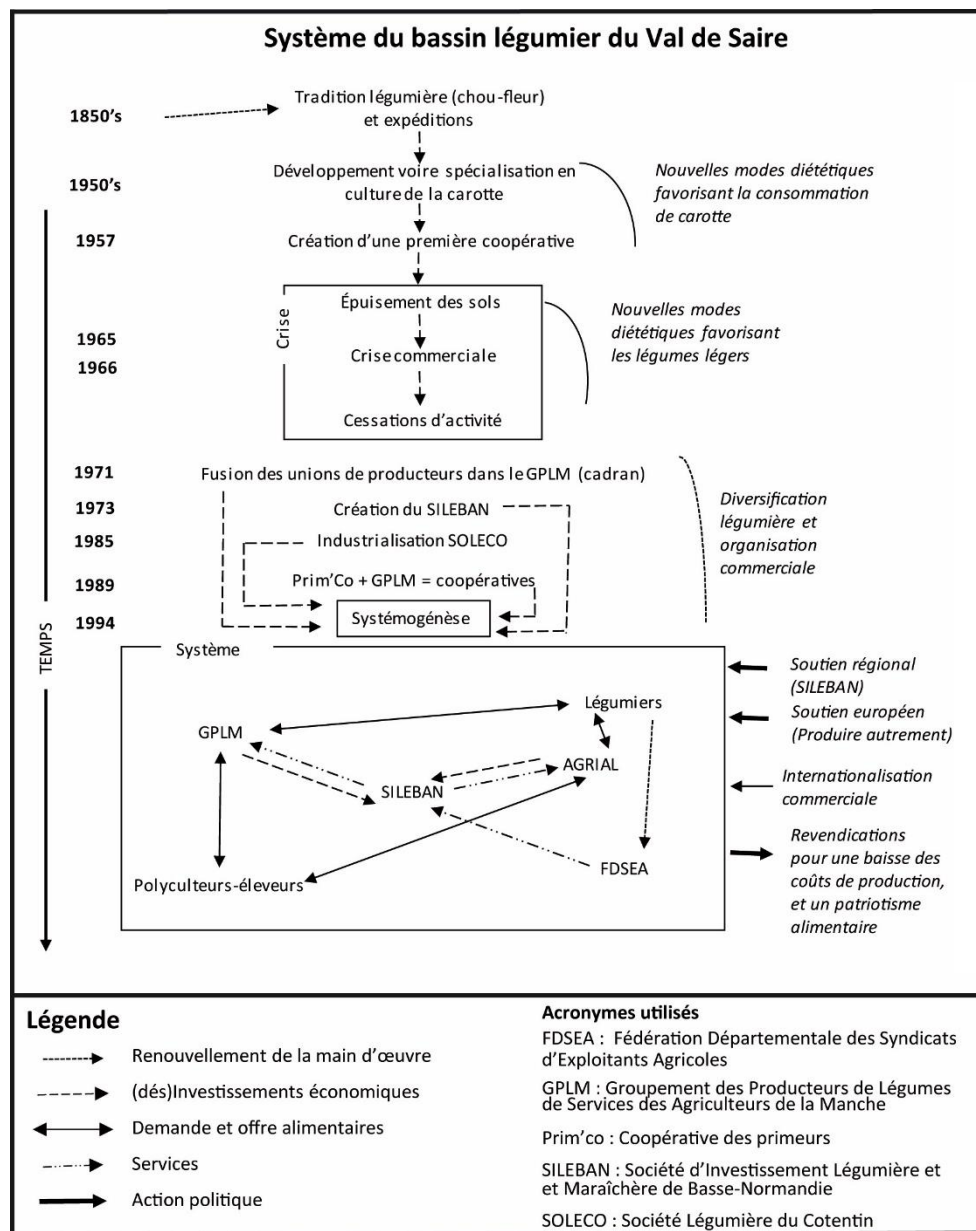 Système du bassin légumier du Val de Saire
1850's
Tradition légumière (chou-fleur)
et expéditions
1950's
Développement voire spécialisation en
culture de la carotte
Nouvelles modes diététiques
favorisant la consommation
de carotte
1957
Création d'une première coopérative
Crise
Épuisement des sols
1965
Crise commerciale
1966
Cessations d'activité
Nouvelles modes
diététiques favorisant
les légumes légers
1971
Fusion des unions de producteurs dans le GPLM (cadran)
1973
Création du SILEBAN
1985
Industrialisation SOLECO
1989
Prim'Co + GPLM = coopératives
1994
Systémogénèse
Diversification
légumière et
organisation
commerciale
TEMPS
Système
Légumiers
GPLM
AGRIAL
SILEBAN
FDSEA
Polyculteurs-éleveurs
Soutien régional
(SILEBAN)
Soutien européen
(Produire autrement)
Internationalisation
commerciale
Revendications
pour une baisse des
coûts de production,
et un patriotisme
alimentaire
Légende
Renouvellement de la main d'œuvre
(dés)Investissements économiques
Demande et offre alimentaires
Services
Action politique
Acronymes utilisés
FDSEA : Fédération Départementale des Syndicats
d'Exploitants Agricoles
GPLM : Groupement des Producteurs de Légumes
de Services des Agriculteurs de la Manche
Prim'co : Coopérative des primeurs
SILEBAN : Société d'Investissement Légumière et
et Maraîchère de Basse-Normandie
SOLECO : Société Légumière du Cotentin